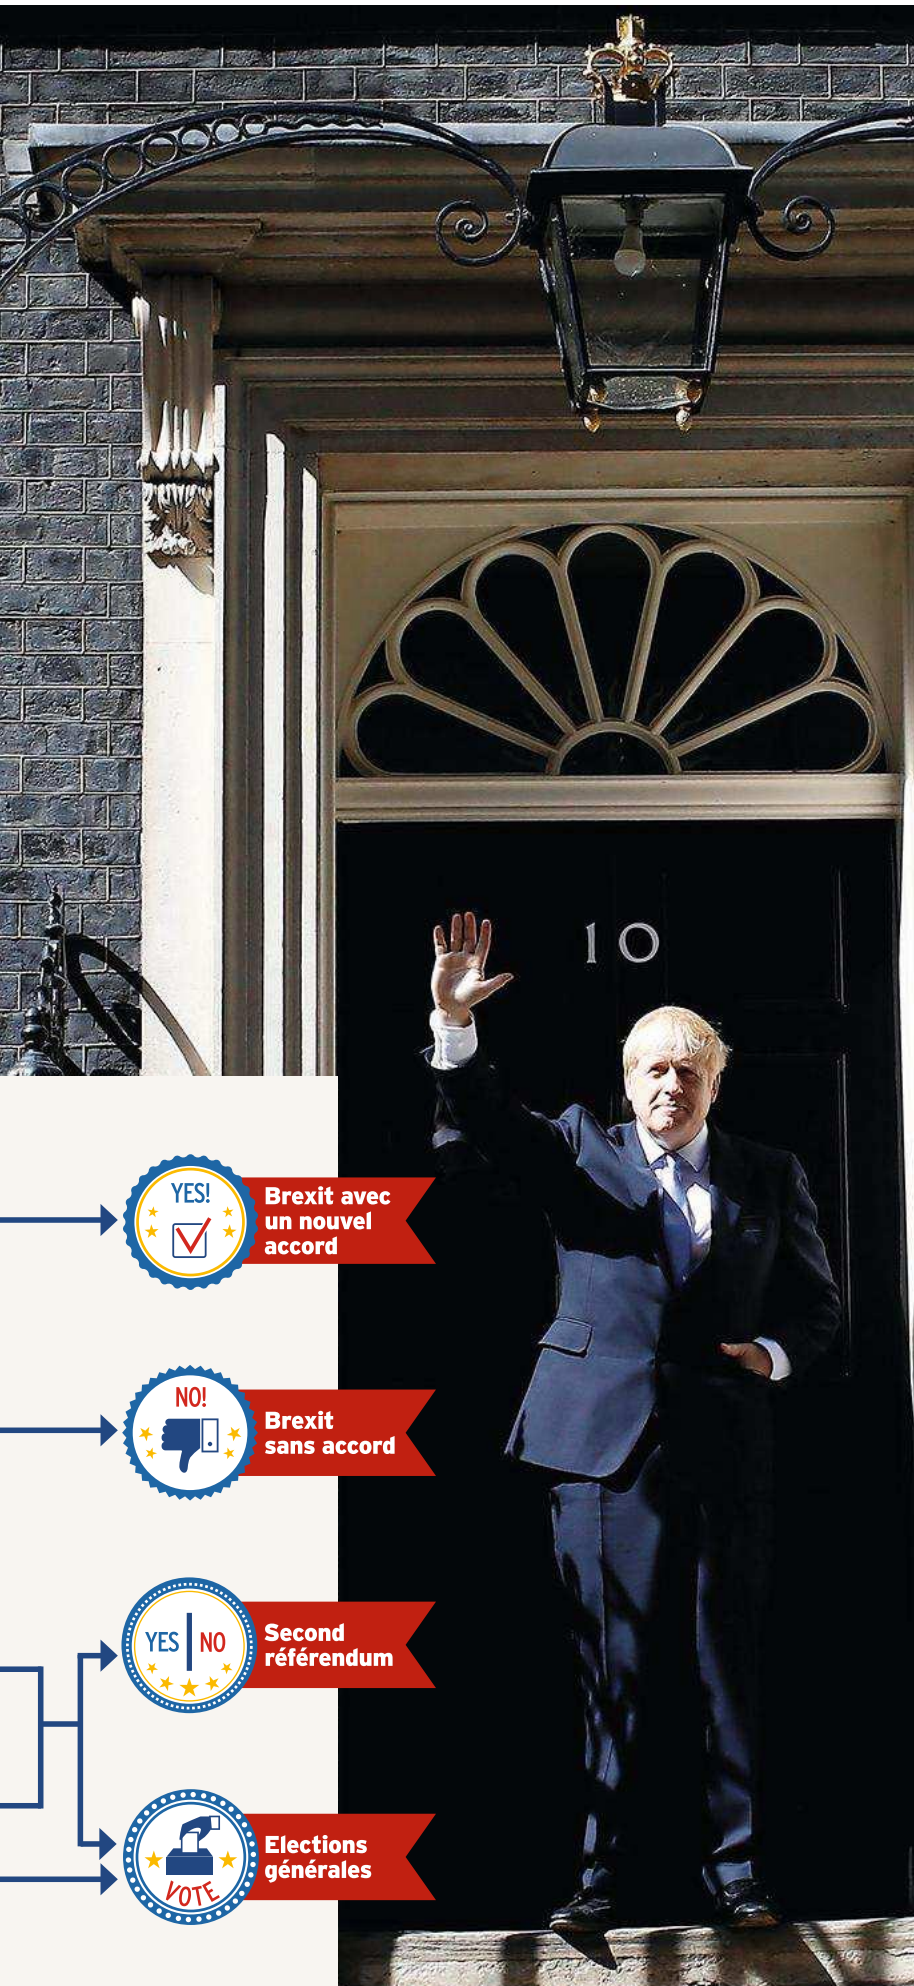 10
YES!
Brexit avec
un nouvel
accord
NO!
Brexit
sans accord
YES NO
Second
référendum
Elections
générales
VOTE